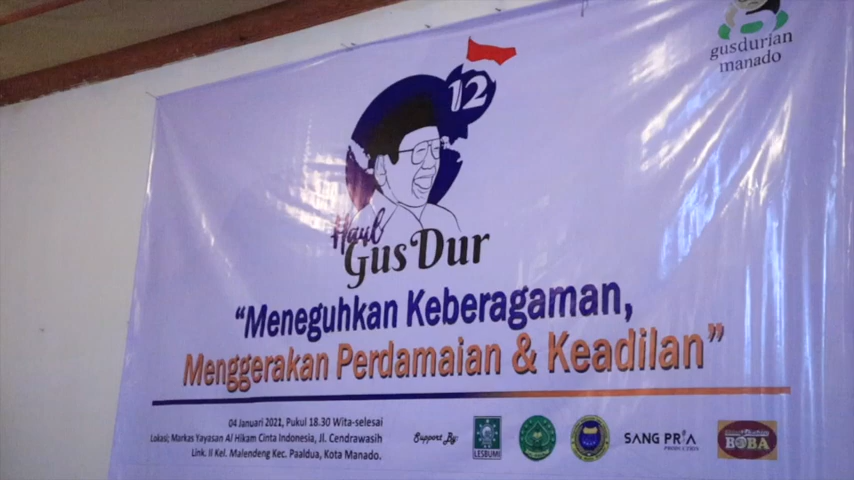 gusdurian
manado
12
Haul
Gus Dur
"Meneguhkan Keberagaman,
Menggerakan Perdamaian & Keadilan"
04 Januari 2021, Pukul 18.30 Wita-selesai
Lokasi; Markas Yayasan Al Hikam Cinta Indonesia, Jl. Cendrawasih
Link. II Kel. Malendeng Kec. Paaldua, Kota Manado.
Support By:
LESBUMI
SANG PRIA
BOBA